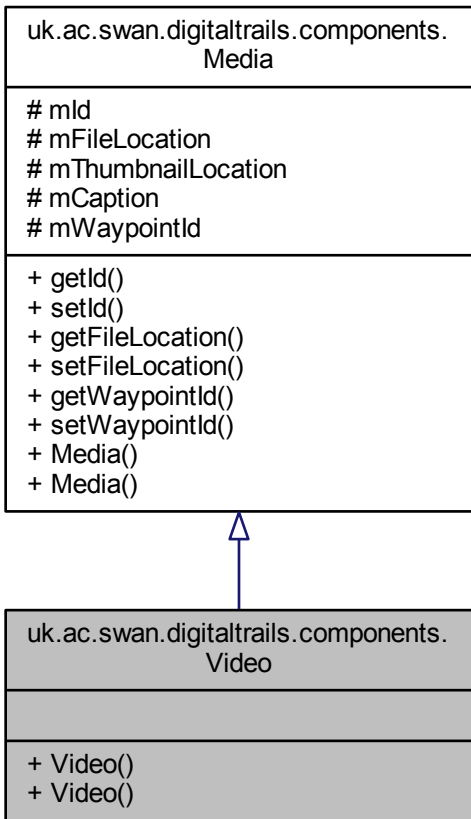 uk.ac.swan.digitaltrails.components.
Media
# mId
# mFileLocation
# mThumbnailLocation
# mCaption
# mWaypointId
+ getId()
+ setId()
+ getFileLocation()
+ setFileLocation()
+ getWaypointId()
+ setWaypointId()
+ Media()
+ Media()
uk.ac.swan.digitaltrails.components.
Video
+ Video()
+ Video()